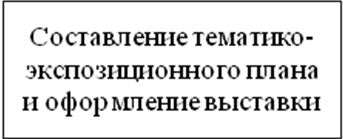 Составление тематико-
экспозиционного плана
и оформление выставки